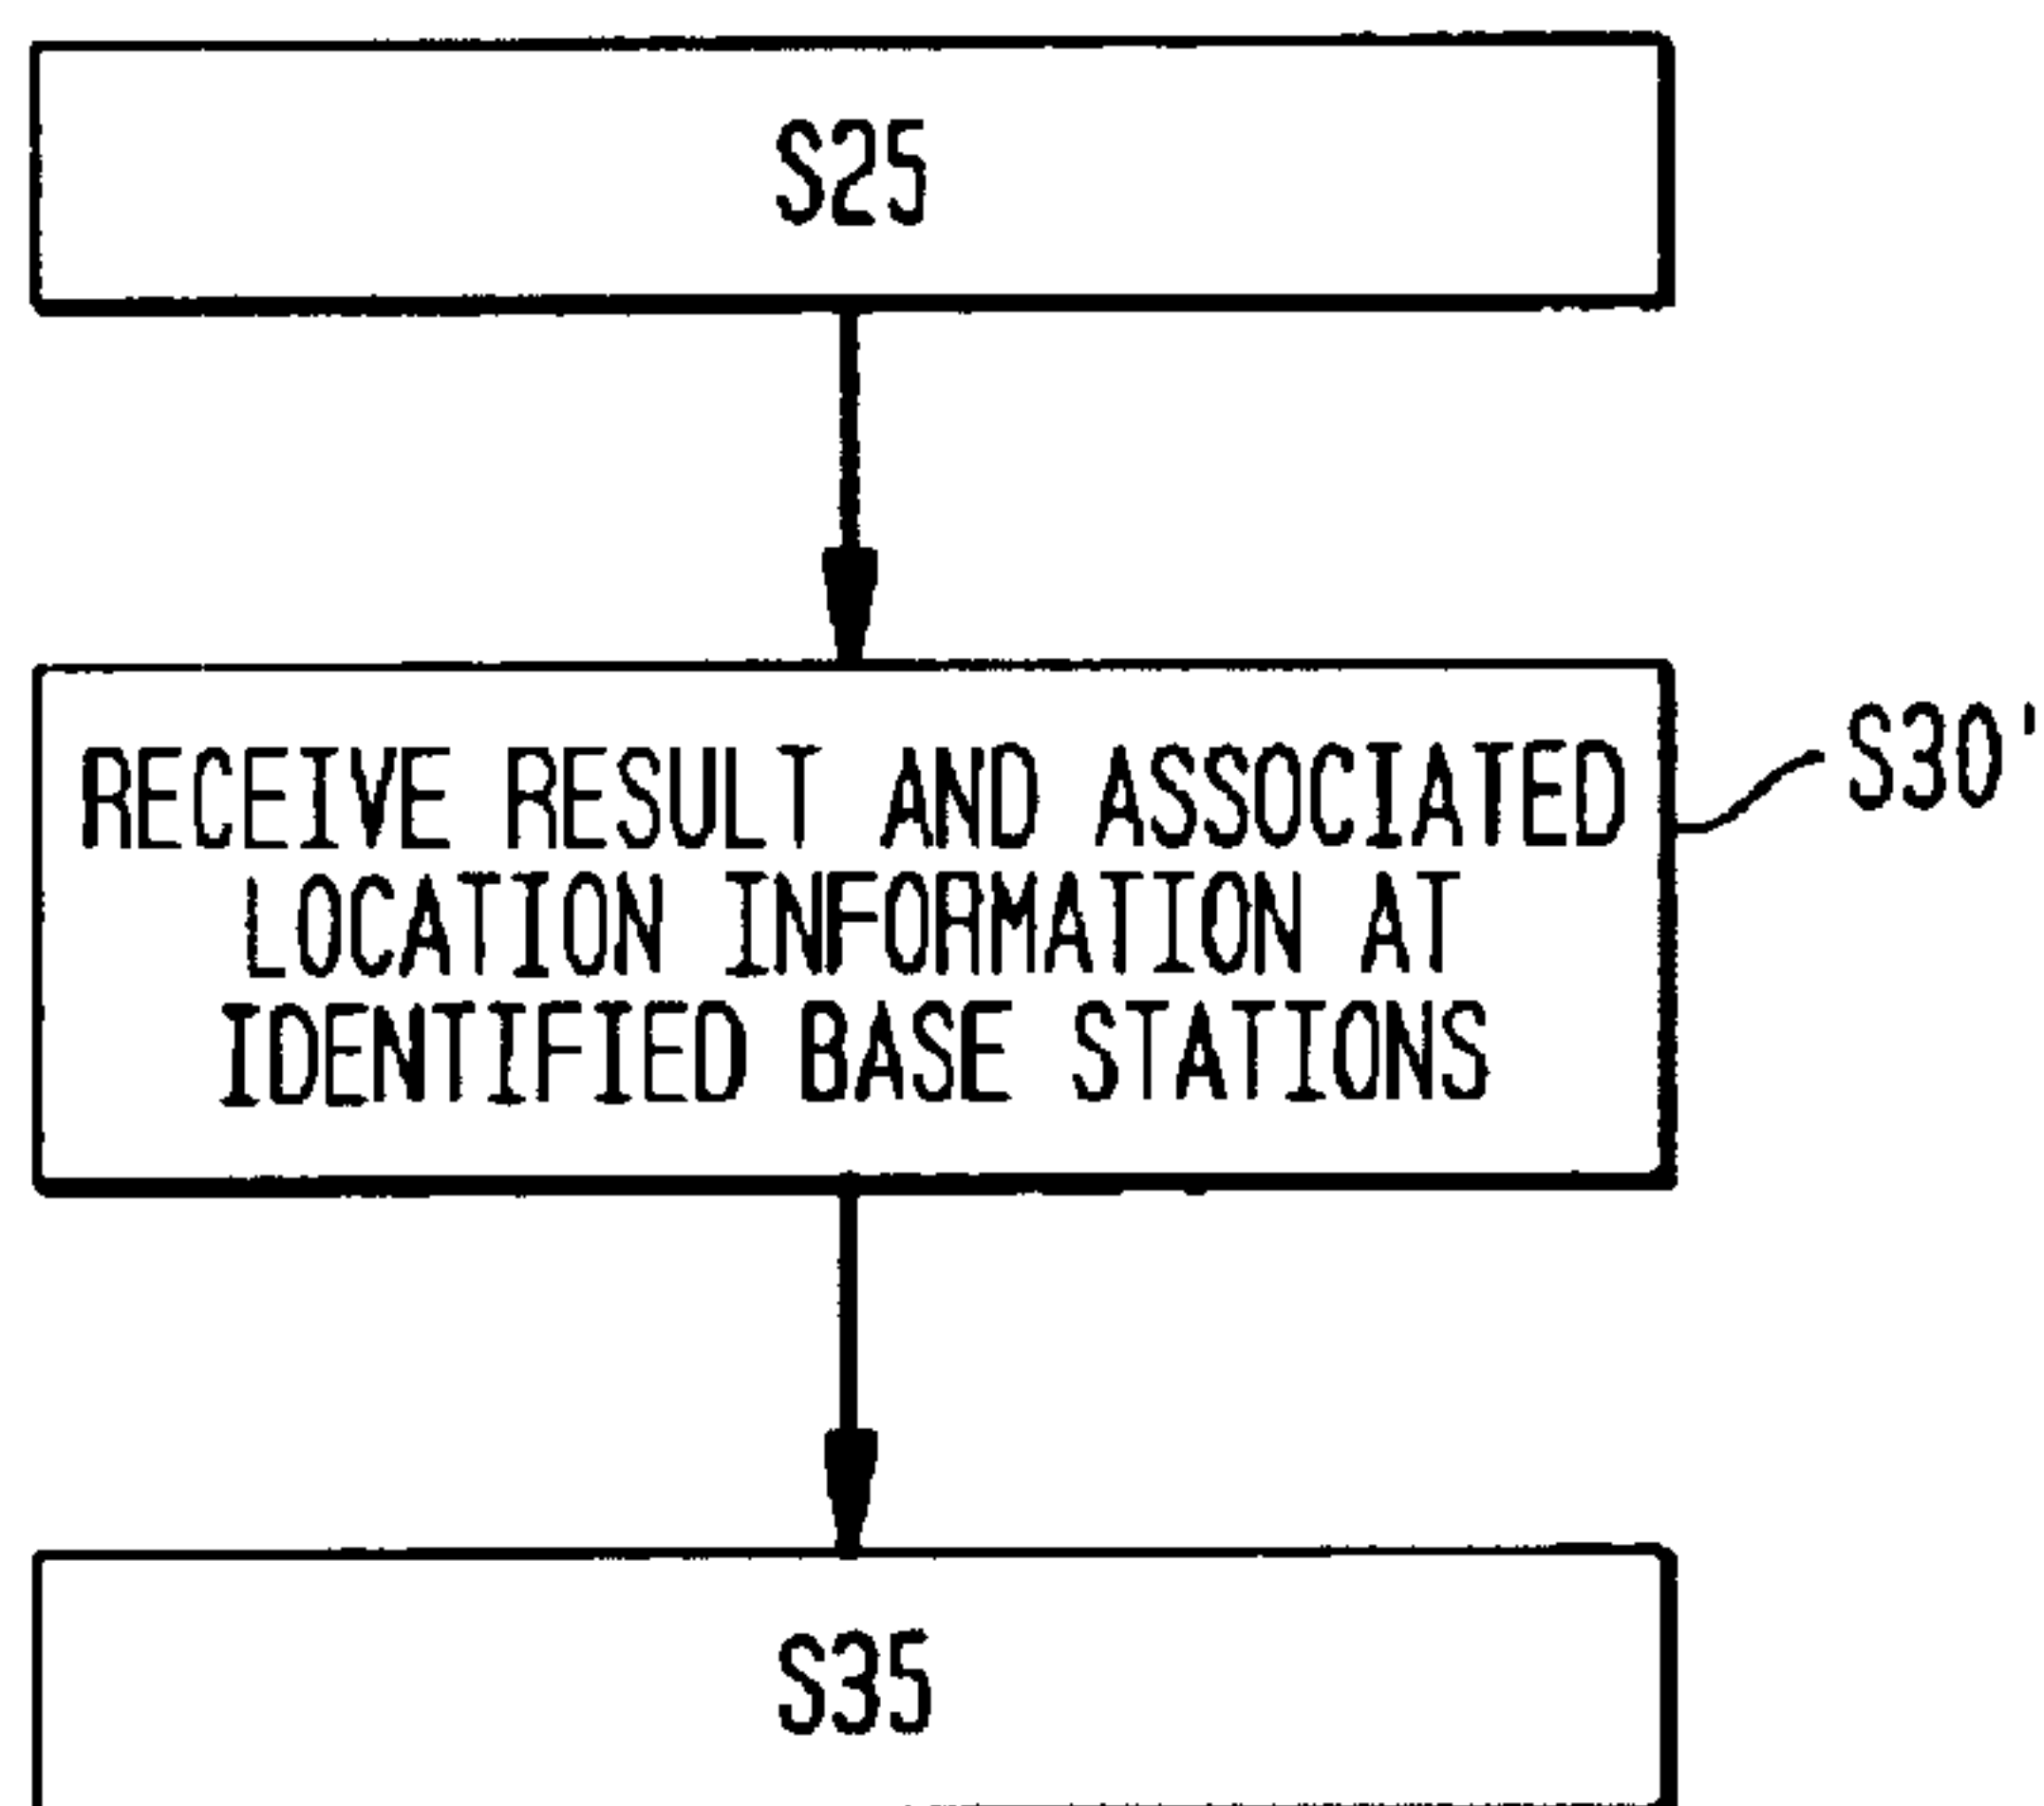 S25
RECEIVE RESULT AND ASSOCIATED
LOCATION INFORMATION AT
IDENTIFIED BASE STATIONS
S30'
S35